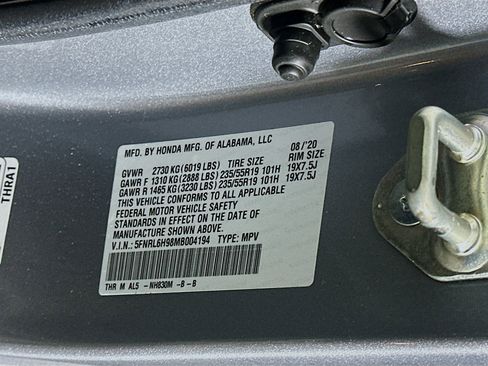 MFD. BY HONDA MFG. OF ALABAMA, LLC 08/'20
GVWR 2730 KG (6019 LBS) TIRE SIZE RIM SIZE
GAWR F 1310 KG (2888 LBS) 235/55R19 101H 19X7.5J
GAWR R 1465 KG (3230 LBS) 235/55R19 101H 19X7.5J
THIS VEHICLE CONFORMS TO ALL APPLICABLE
FEDERAL MOTOR VEHICLE SAFETY
STANDARDS IN EFFECT ON THE DATE OF
MANUFACTURE SHOWN ABOVE.
V.I.N.: 5FNRL6H98MB004194 TYPE: MPV
THR M AL5 -NH830M -B -B
THRA1